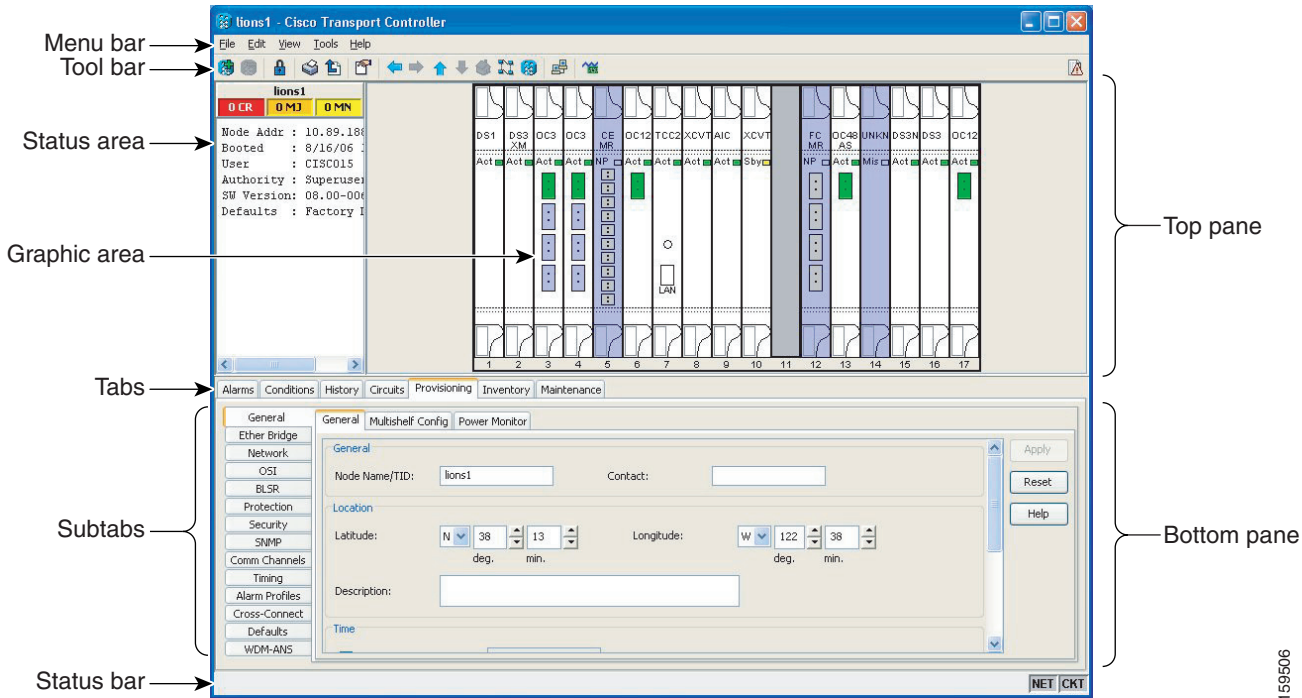 lions1 - Cisco Transport Controller
Menu bar
File Edit View Tools Help
Tool bar
lions1
0 CR 0 MJ 0 MN
Status area
Node Addr : 10.89.188
Booted : 8/16/06
User : CISCO15
Authority : Superuser
SW Version: 08.00-006
Defaults : Factory
DS1 DS3 XM OC3 OC3 CE MR OC12 TCC2 XCVT AIC XCVT FC MR OC48 AS UNKN DS3N DS3 OC12
Act Act Act Act NP Act Act Act Act Sby NP Act Mis Act Act Act
Graphic area
LAN
Top pane
1 2 3 4 5 6 7 8 9 10 11 12 13 14 15 16 17
Tabs
Alarms Conditions History Circuits Provisioning Inventory Maintenance
Subtabs
General
Ether Bridge
Network
OSI
BLSR
Protection
Security
SNMP
Comm Channels
Timing
Alarm Profiles
Cross-Connect
Defaults
WDM-ANS
General Multishelf Config Power Monitor
General
Node Name/TID: lions1 Contact:
Location
Latitude: N 38 13 Longitude: W 122 38
deg. min. deg. min.
Description:
Time
Apply
Reset
Help
Bottom pane
Status bar
NET CKT
159506